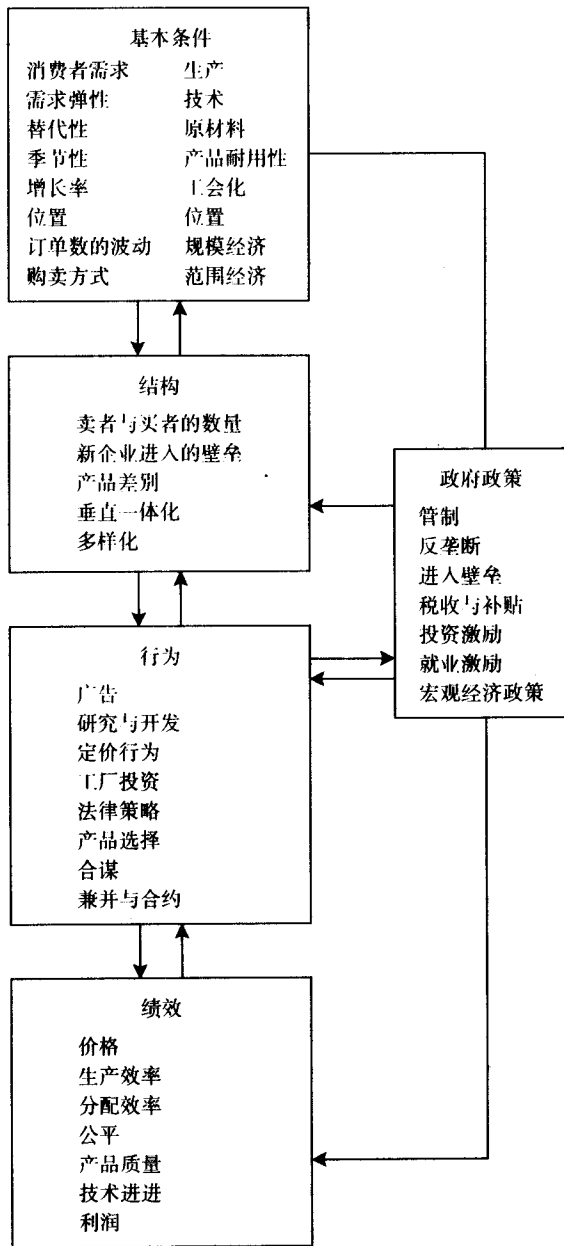 基本条件
消费者需求 生产
需求弹性 技术
替代性 原材料
季节性 产品耐用性
增长率 工会化
位置 位置
订单数的波动 规模经济
购卖方式 范围经济
结构
卖者与买者的数量
新企业进入的壁垒
产品差别
垂直一体化
多样化
政府政策
管制
反垄断
进入壁垒
税收与补贴
投资激励
就业激励
宏观经济政策
行为
广告
研究与开发
定价行为
工厂投资
法律策略
产品选择
合谋
兼并与合约
绩效
价格
生产效率
分配效率
公平
产品质量
技术进进
利润